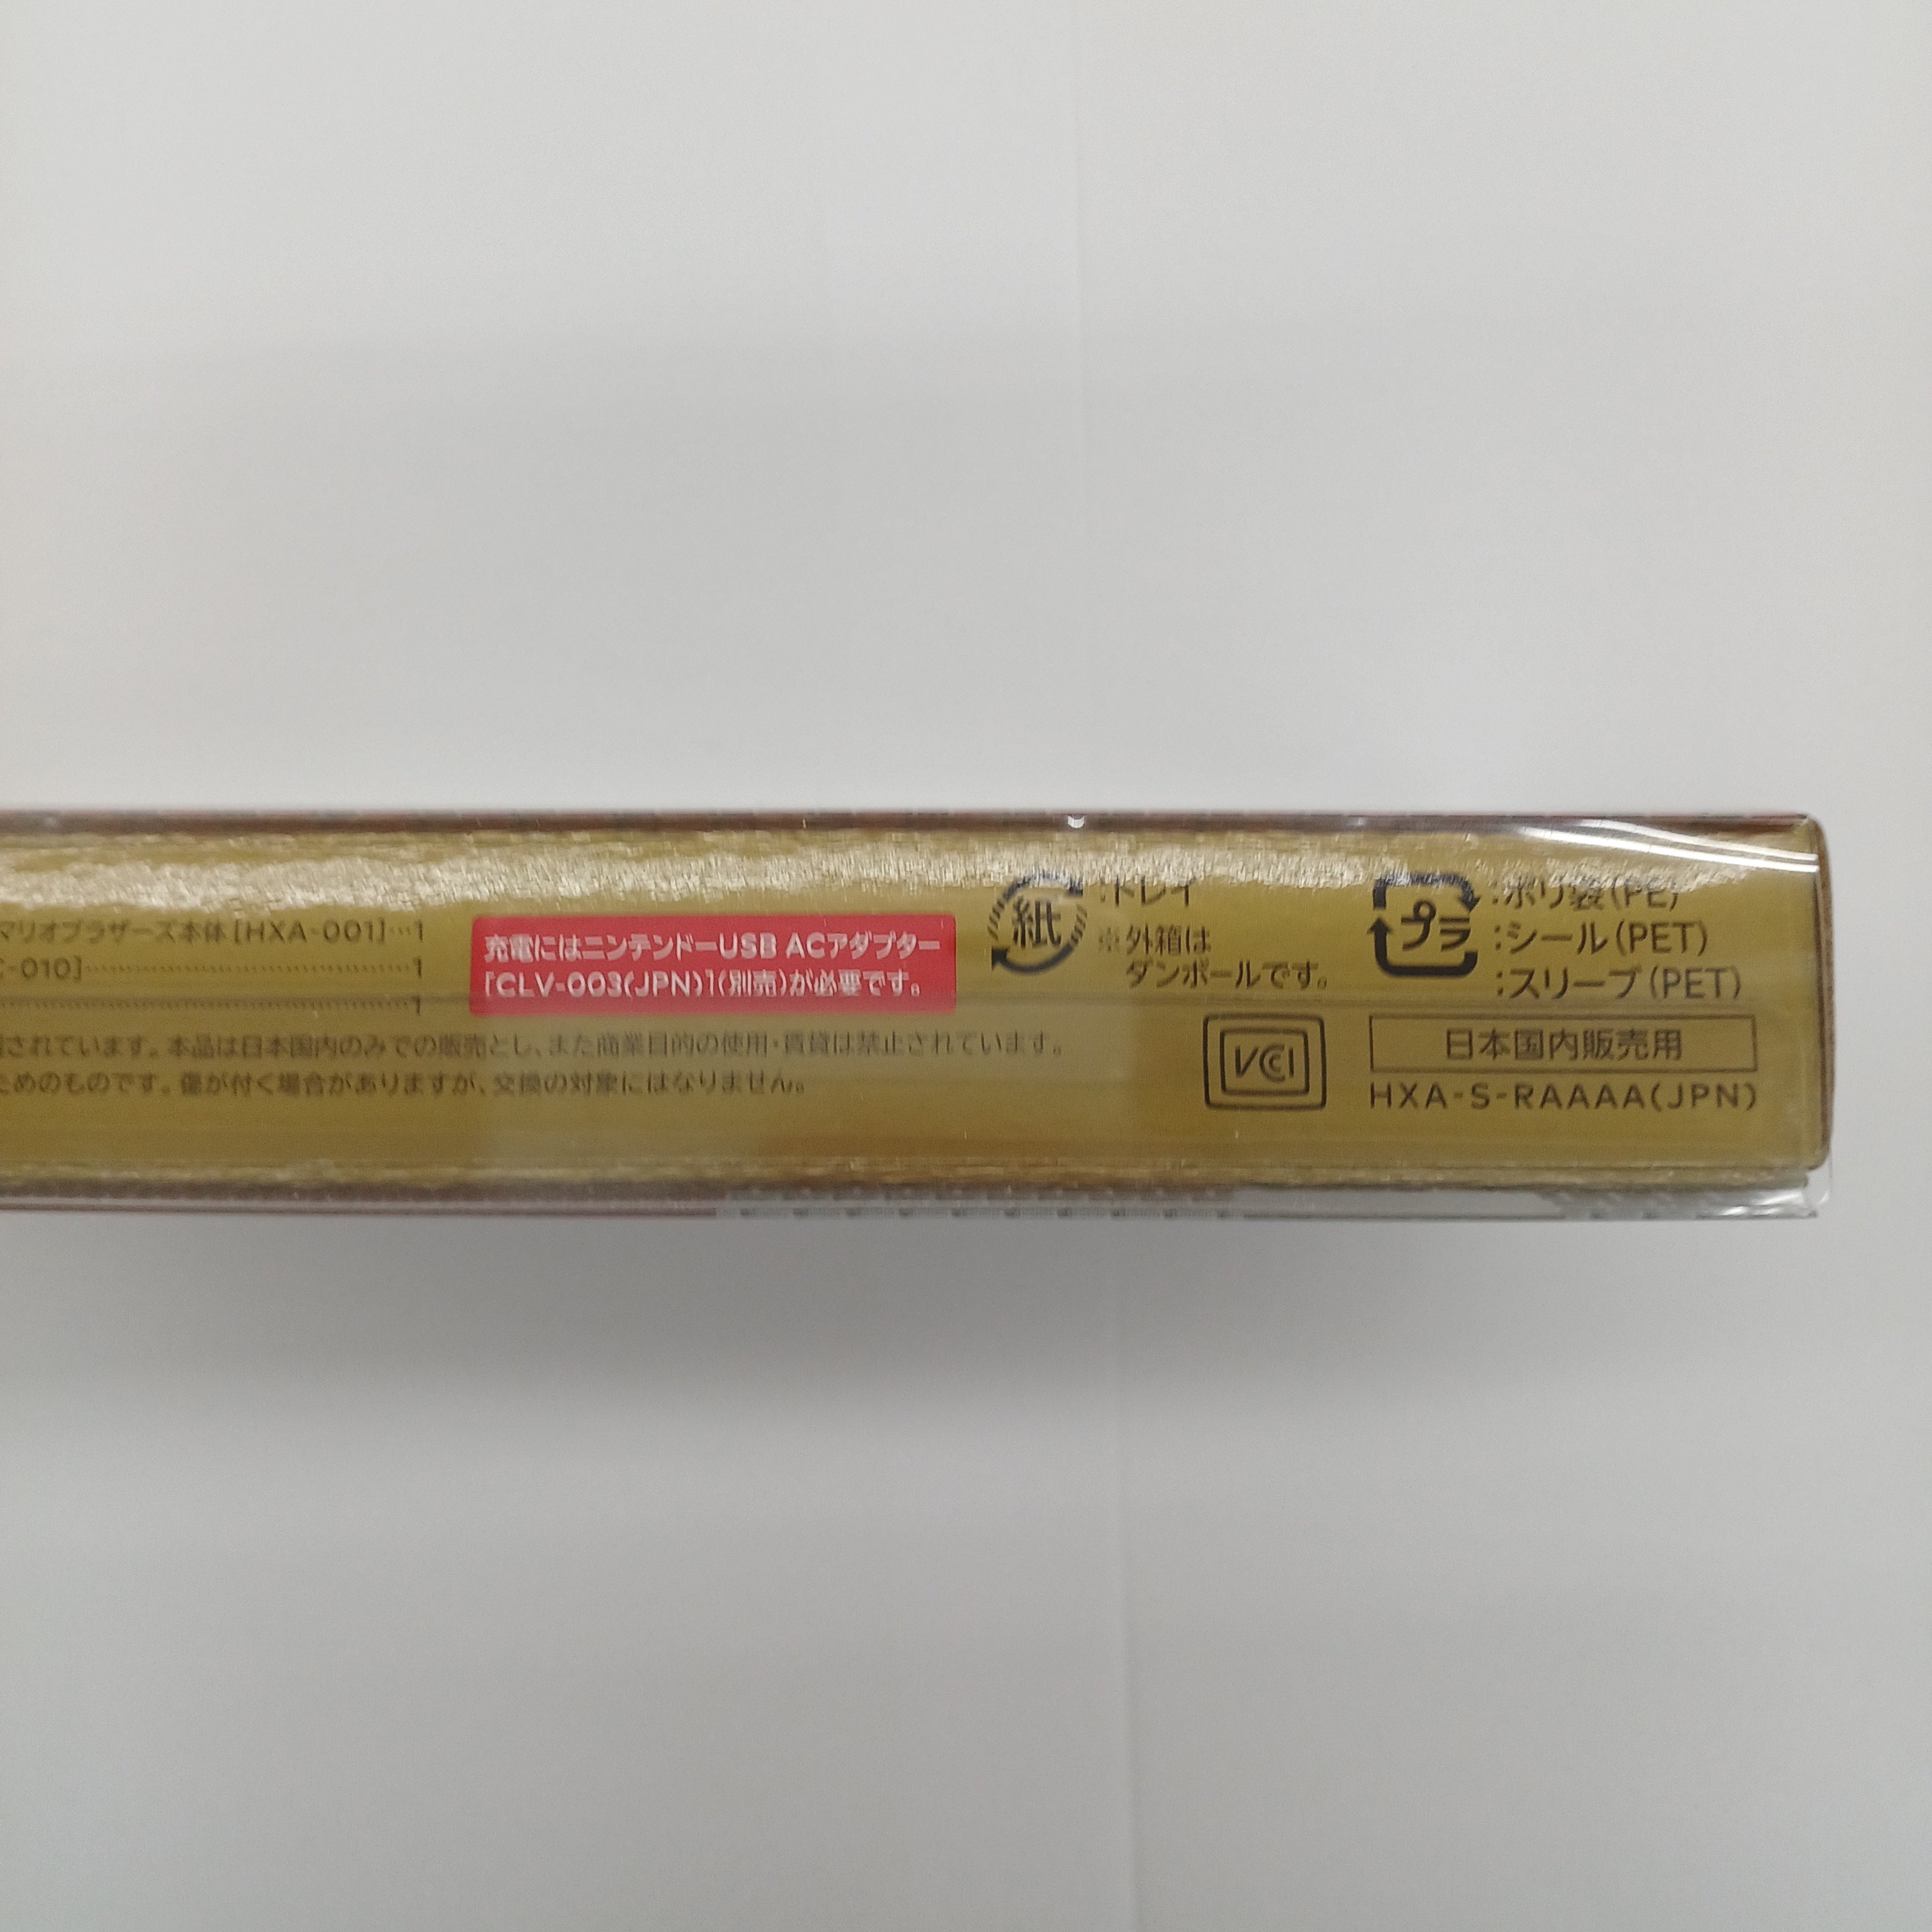 マリオブラザーズ本体[HXA-001]…1
C-010]……………………………………1
……………………………………1
充電にはニンテンドーUSB ACアダプター
[CLV-003(JPN)](別売)が必要です。
されています。本品は日本国内のみでの販売とし、また商業目的の使用・賃貸は禁止されています。
ためのものです。傷が付く場合がありますが、交換の対象にはなりません。
紙
:トレイ
※外箱は
ダンボールです。
プラ
:ポリ袋(PE)
:シール(PET)
:スリーブ(PET)
VCCI
日本国内販売用
HXA-S-RAAAA(JPN)